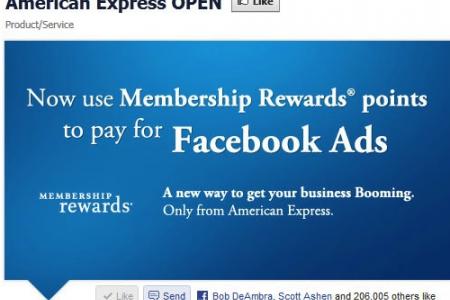 American Express OPEN Like
Product/Service
Now use Membership Rewards® points
to pay for Facebook Ads
MEMBERSHIP
rewards®
A new way to get your business Booming.
Only from American Express.
Like Send Bob DeAmbra, Scott Ashen and 206,005 others like